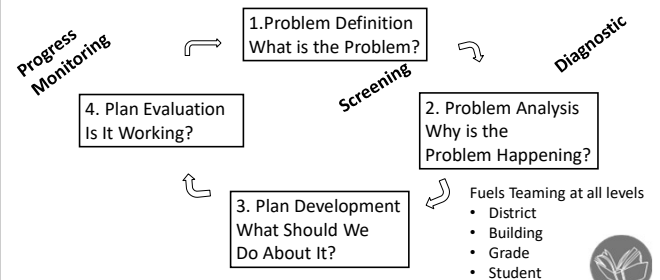 1.Problem Definition
What is the Problem?
Progress
Monitoring
Screening
Diagnostic
4. Plan Evaluation
Is It Working?
2. Problem Analysis
Why is the
Problem Happening?
3. Plan Development
What Should We
Do About It?
Fuels Teaming at all levels
• District
• Building
• Grade
• Student